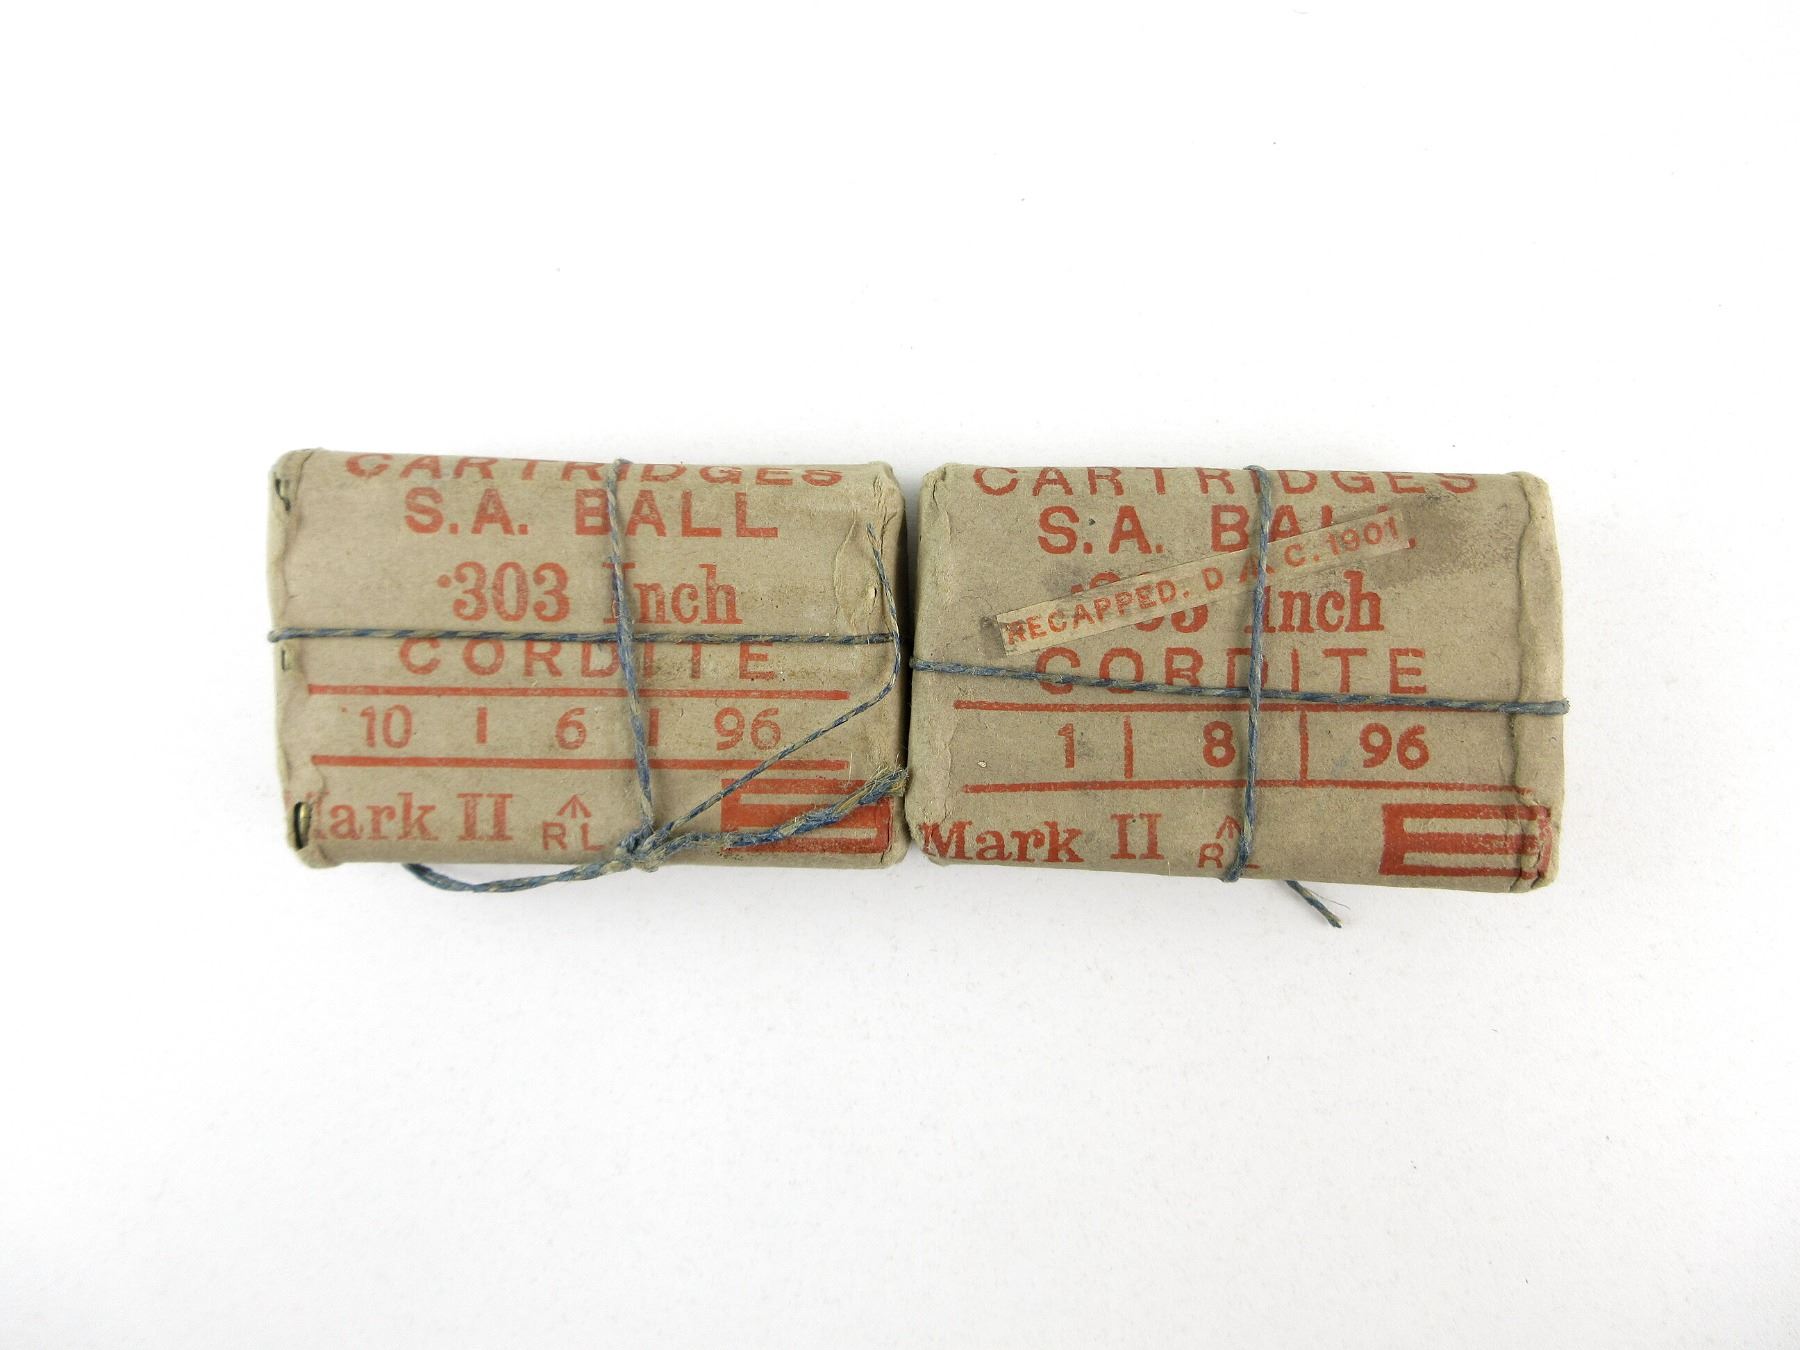 CARTRIDGES
S.A. BALL
.303 Inch
CORDITE
10 | 6 | 96
Mark II RL
CARTRIDGES
S.A. BALL
RECAPPED. D.A.C. 1901.
Inch
CORDITE
1 | 8 | 96
Mark II RL